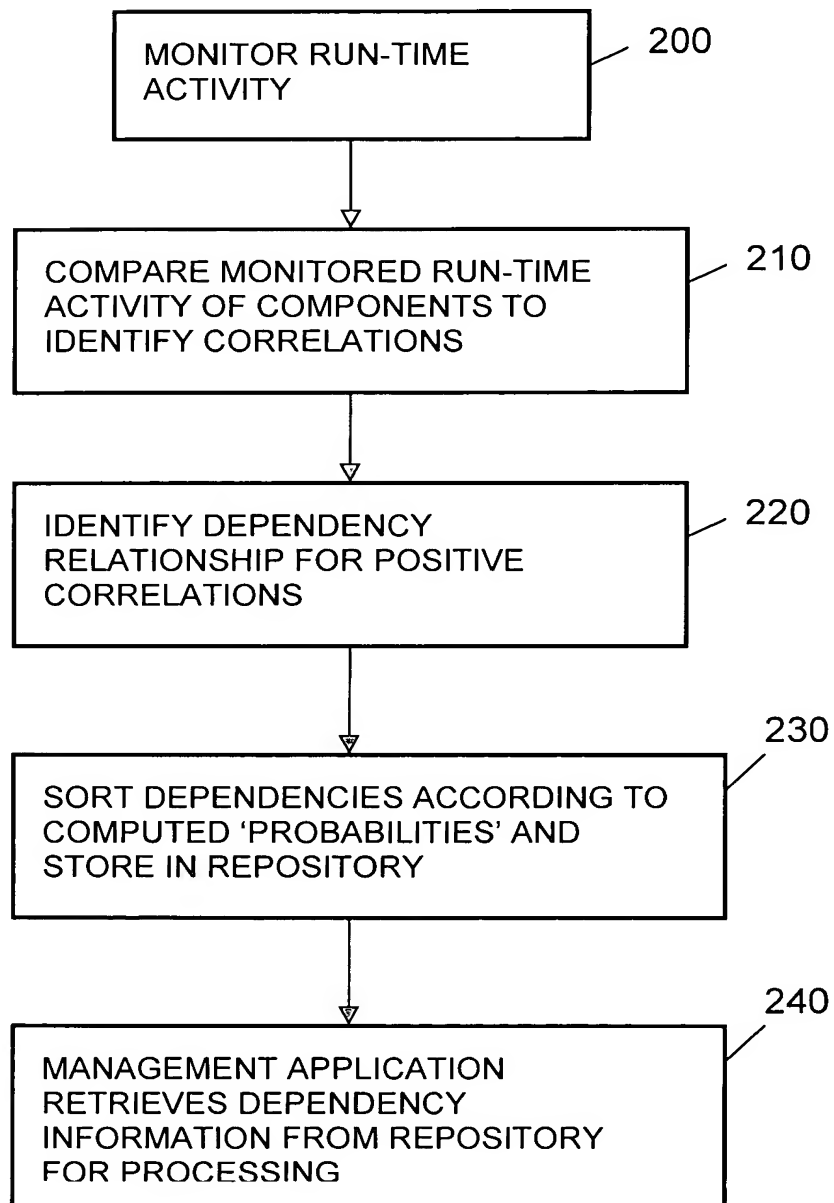 MONITOR RUN-TIME
ACTIVITY
200
COMPARE MONITORED RUN-TIME
ACTIVITY OF COMPONENTS TO
IDENTIFY CORRELATIONS
210
IDENTIFY DEPENDENCY
RELATIONSHIP FOR POSITIVE
CORRELATIONS
220
SORT DEPENDENCIES ACCORDING TO
COMPUTED ‘PROBABILITIES’ AND
STORE IN REPOSITORY
230
MANAGEMENT APPLICATION
RETRIEVES DEPENDENCY
INFORMATION FROM REPOSITORY
FOR PROCESSING
240